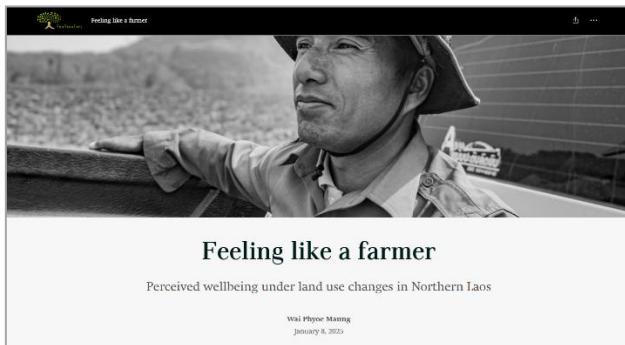 Feeling like a farmer
Feeling like a farmer
Perceived wellbeing under land use changes in Northern Laos
Wai Phyoe Maung
January 8, 2025